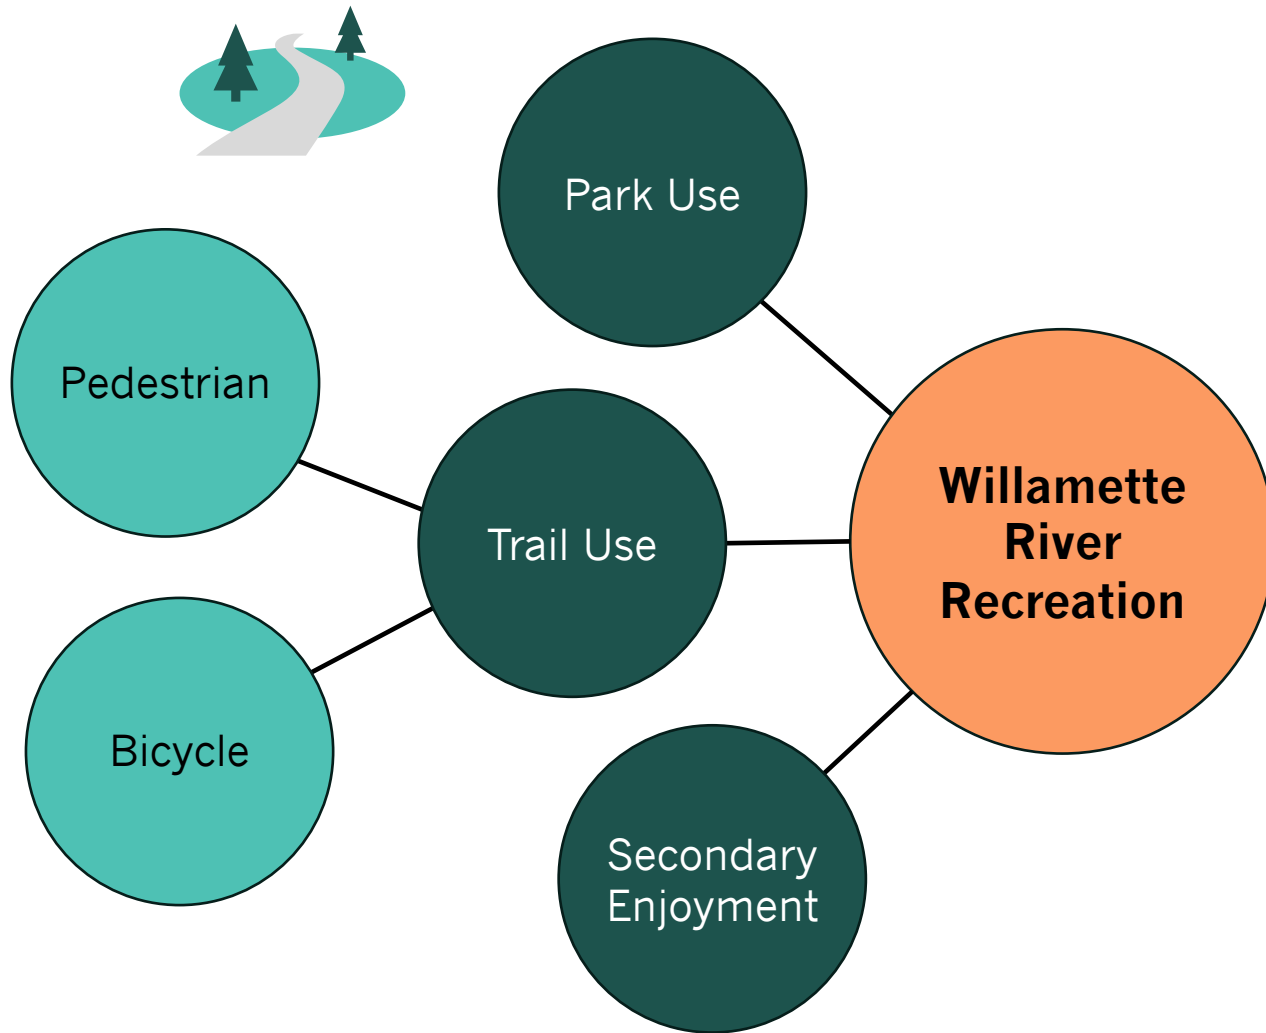 Park Use
Pedestrian
Trail Use
Willamette
River
Recreation
Bicycle
Secondary
Enjoyment